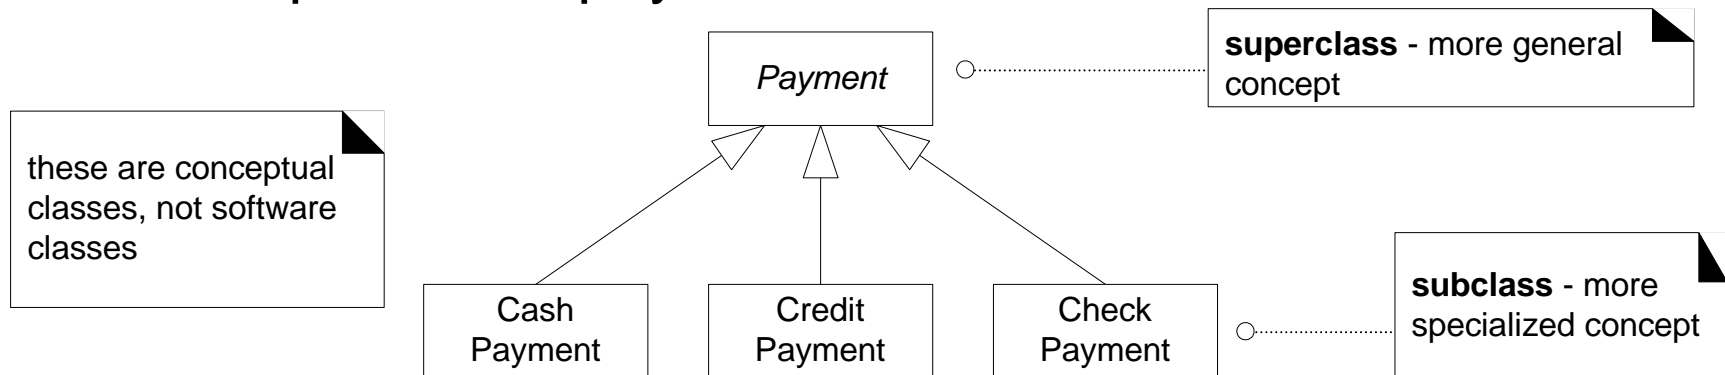 Payment
superclass - more general
concept
these are conceptual
classes, not software
classes
Cash
Payment
Credit
Payment
Check
Payment
subclass - more
specialized concept